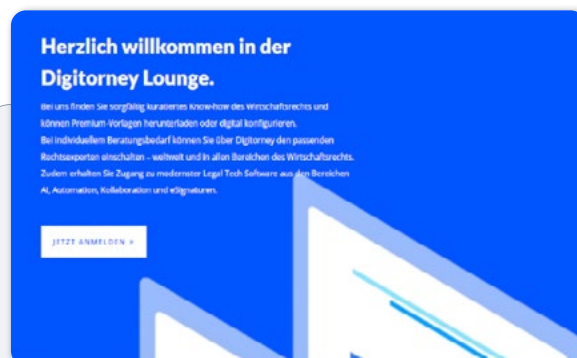 Herzlich willkommen in der
Digitorney Lounge.
Bei uns finden Sie sorgfältig kuratiertes Know-how des Wirtschaftsrechts und
können Premium-Vorlagen herunterladen oder digital konfigurieren.
Bei individuellem Beratungsbedarf können Sie über Digitorney den passenden
Rechtsexperten einschalten – weltweit und in allen Bereichen des Wirtschaftsrechts.
Zudem erhalten Sie Zugang zu modernster Legal Tech Software aus den Bereichen
AI, Automation, Kollaboration und eSignaturen.
JETZT ANMELDEN >